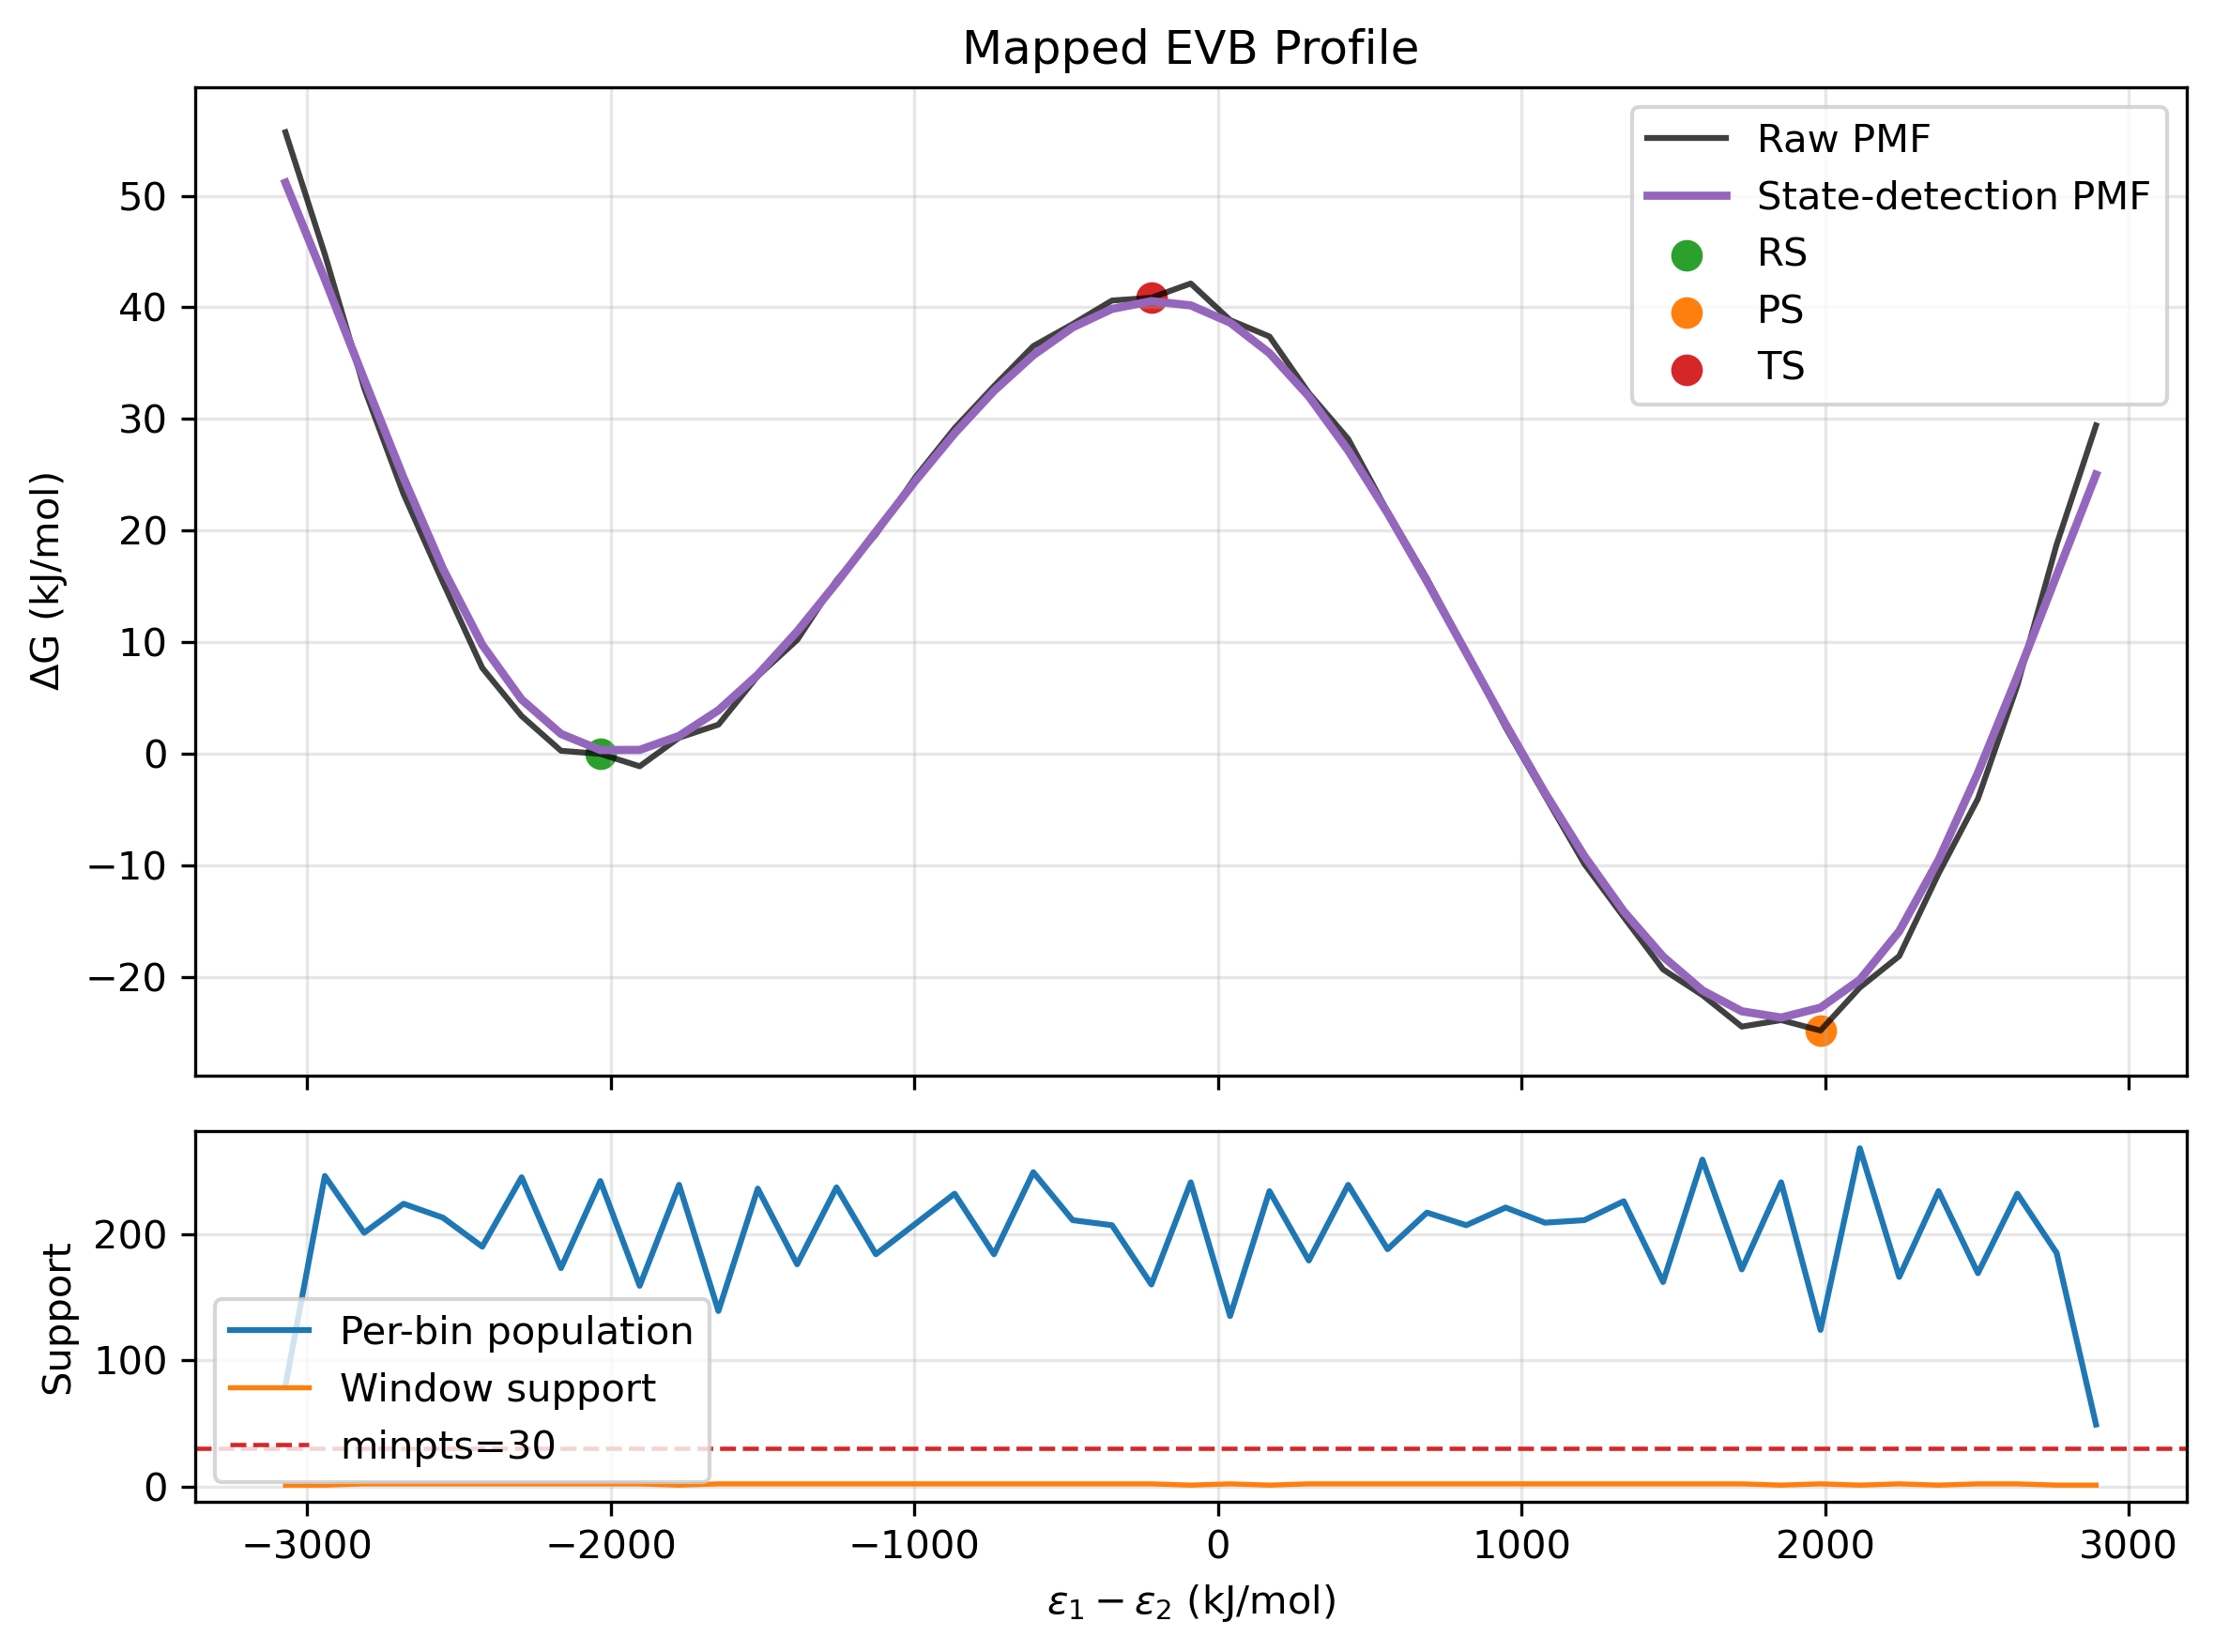 Mapped EVB Profile
ΔG (kJ/mol)
50
40
30
20
10
0
−10
−20
Raw PMF
State-detection PMF
RS
PS
TS
Support
200
100
0
Per-bin population
Window support
minpts=30
−3000
−2000
−1000
0
1000
2000
3000
ε₁ − ε₂ (kJ/mol)